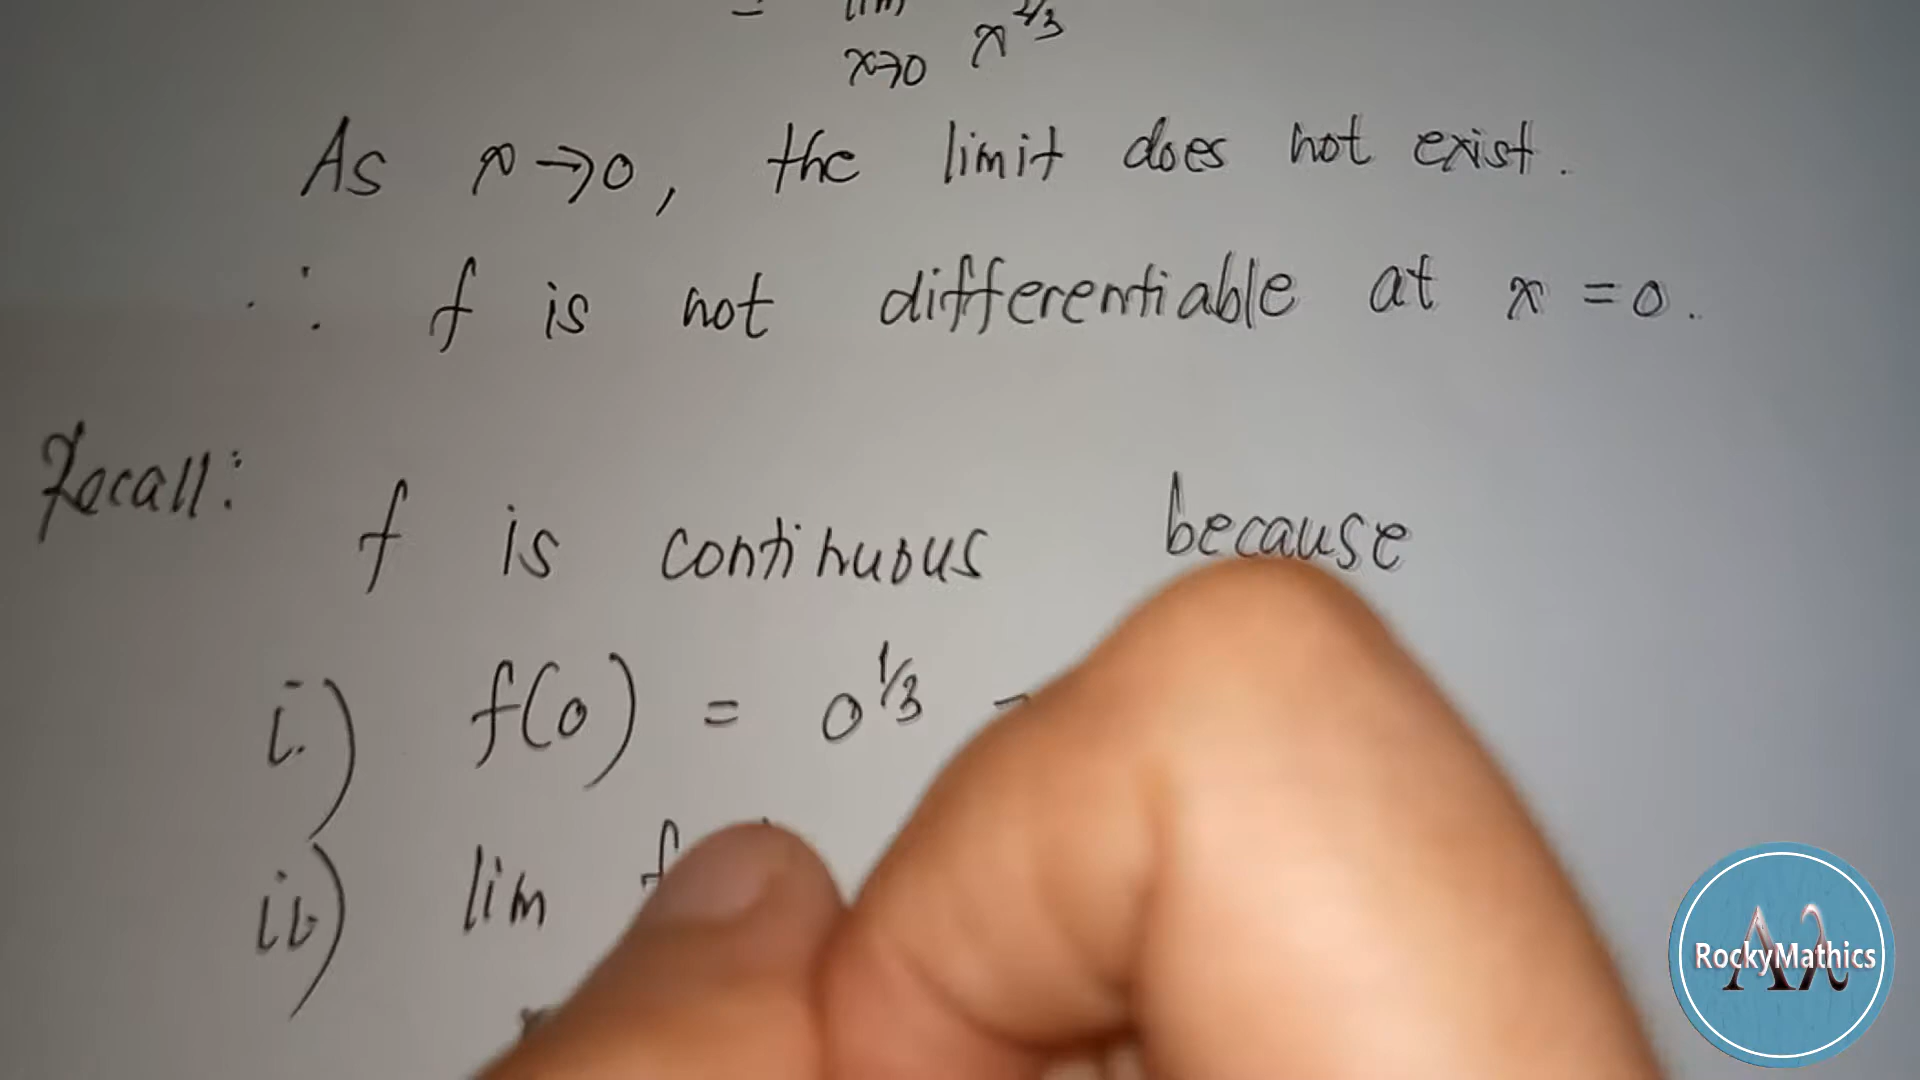 = lim x^2/3
x→0
As x→0, the limit does not exist.
∴ f is not differentiable at x = 0.
Recall: f is continuous because
i.) f(0) = 0^1/3
ii) lim f
RockyMathics